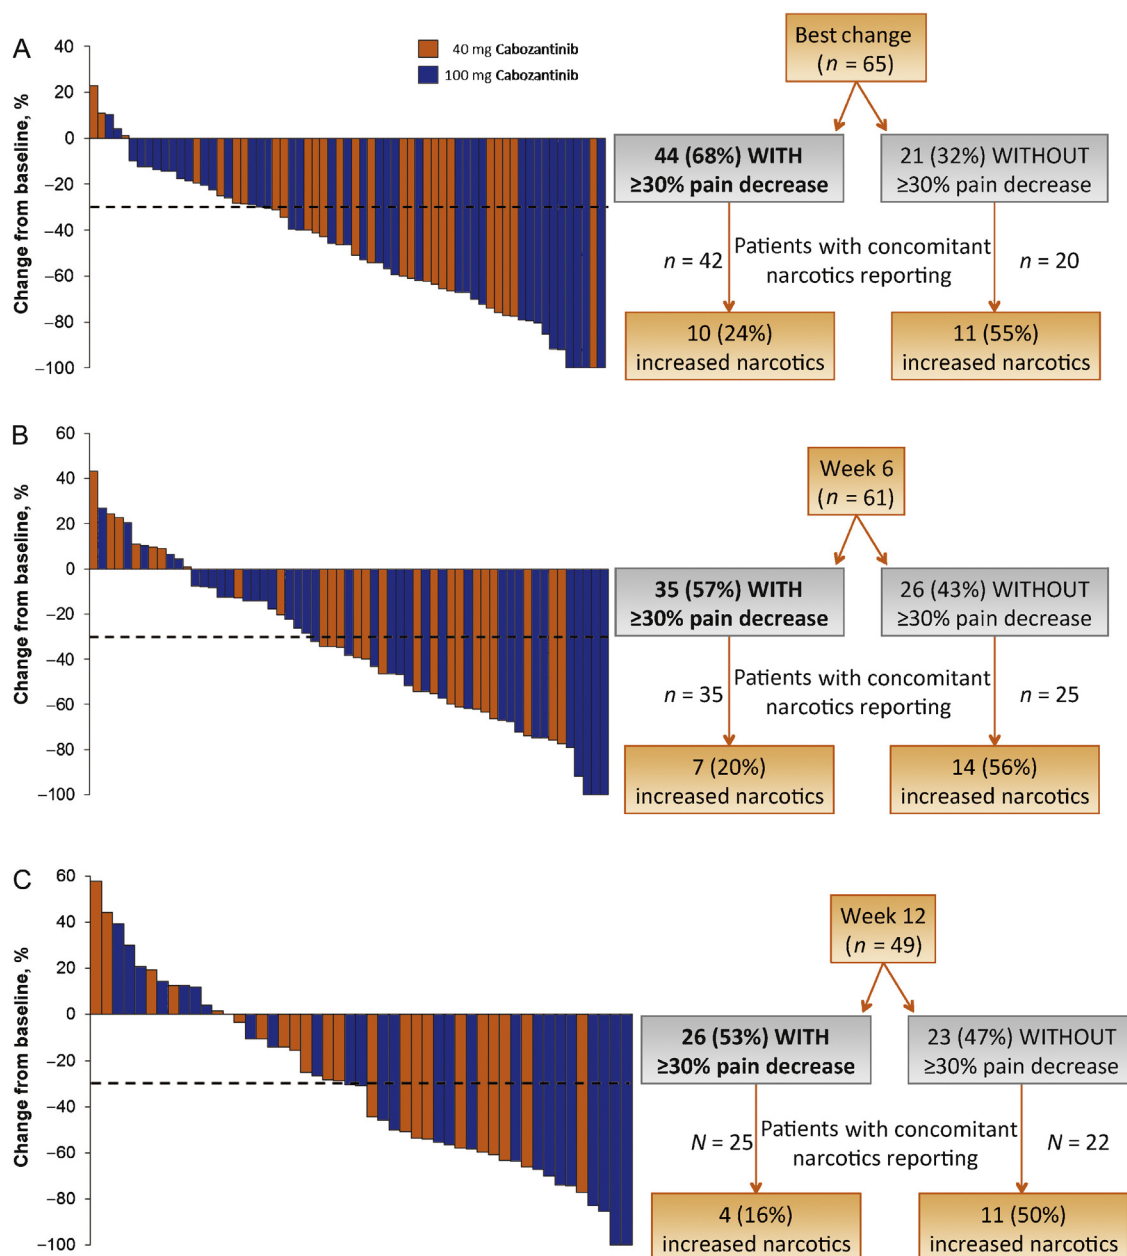 A
40
20
0
−20
−40
−60
−80
−100
Change from baseline, %
40 mg Cabozantinib
100 mg Cabozantinib
Best change
(n = 65)
44 (68%) WITH
≥30% pain decrease
21 (32%) WITHOUT
≥30% pain decrease
n = 42
Patients with concomitant
narcotics reporting
n = 20
10 (24%)
increased narcotics
11 (55%)
increased narcotics
B
60
40
20
0
−20
−40
−60
−80
−100
Change from baseline, %
Week 6
(n = 61)
35 (57%) WITH
≥30% pain decrease
26 (43%) WITHOUT
≥30% pain decrease
n = 35
Patients with concomitant
narcotics reporting
n = 25
7 (20%)
increased narcotics
14 (56%)
increased narcotics
C
60
40
20
0
−20
−40
−60
−80
−100
Change from baseline, %
Week 12
(n = 49)
26 (53%) WITH
≥30% pain decrease
23 (47%) WITHOUT
≥30% pain decrease
N = 25
Patients with concomitant
narcotics reporting
N = 22
4 (16%)
increased narcotics
11 (50%)
increased narcotics